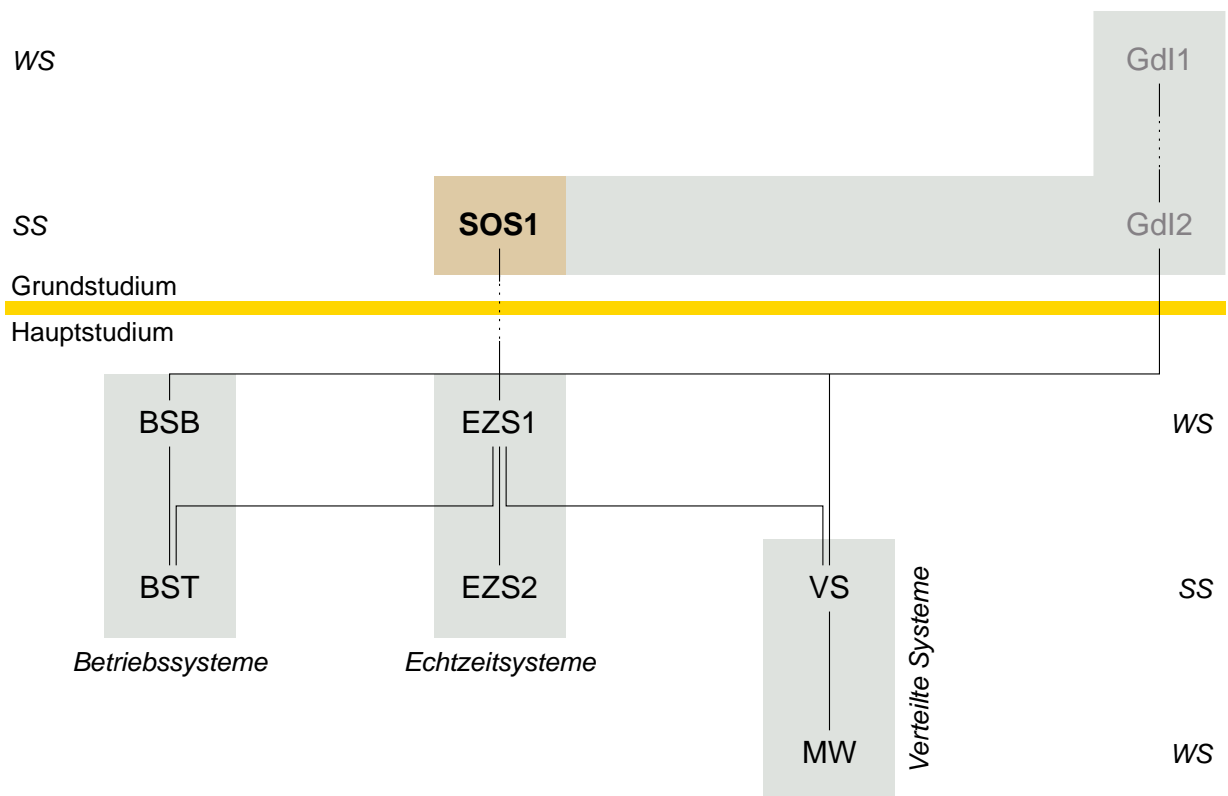 WS
GdI1
SS
SOS1
GdI2
Grundstudium
Hauptstudium
BSB
EZS1
WS
BST
EZS2
VS
SS
Betriebssysteme
Echtzeitsysteme
Verteilte Systeme
MW
WS